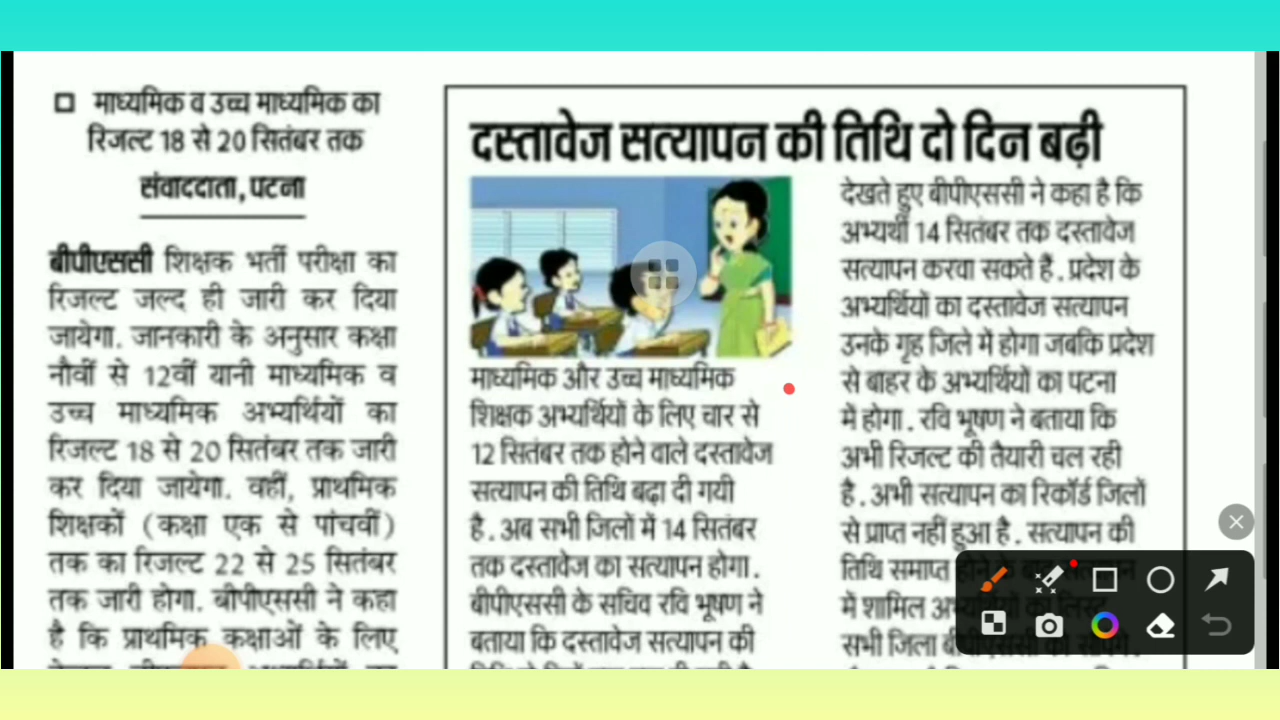 माध्यमिक व उच्च माध्यमिक का
रिजल्ट 18 से 20 सितंबर तक
संवाददाता, पटना
बीपीएससी शिक्षक भर्ती परीक्षा का
रिजल्ट जल्द ही जारी कर दिया
जायेगा. जानकारी के अनुसार कक्षा
नौवीं से 12वीं यानी माध्यमिक व
उच्च माध्यमिक अभ्यर्थियों का
रिजल्ट 18 से 20 सितंबर तक जारी
कर दिया जायेगा. वहीं, प्राथमिक
शिक्षकों (कक्षा एक से पांचवीं)
तक का रिजल्ट 22 से 25 सितंबर
तक जारी होगा. बीपीएससी ने कहा
है कि प्राथमिक कक्षाओं के लिए
दस्तावेज सत्यापन की तिथि दो दिन बढ़ी
माध्यमिक और उच्च माध्यमिक
शिक्षक अभ्यर्थियों के लिए चार से
12 सितंबर तक होने वाले दस्तावेज
सत्यापन की तिथि बढ़ा दी गयी
है. अब सभी जिलों में 14 सितंबर
तक दस्तावेज का सत्यापन होगा.
बीपीएससी के सचिव रवि भूषण ने
बताया कि दस्तावेज सत्यापन की
देखते हुए बीपीएससी ने कहा है कि
अभ्यर्थी 14 सितंबर तक दस्तावेज
सत्यापन करवा सकते हैं. प्रदेश के
अभ्यर्थियों का दस्तावेज सत्यापन
उनके गृह जिले में होगा जबकि प्रदेश
से बाहर के अभ्यर्थियों का पटना
में होगा. रवि भूषण ने बताया कि
अभी रिजल्ट की तैयारी चल रही
है. अभी सत्यापन का रिकॉर्ड जिलों
से प्राप्त नहीं हुआ है. सत्यापन की
तिथि समाप्त होने के बाद सत्यापन
में शामिल अभ्यर्थियों की लिस्ट
सभी जिला बीपीएससी को सौंपेंगे.